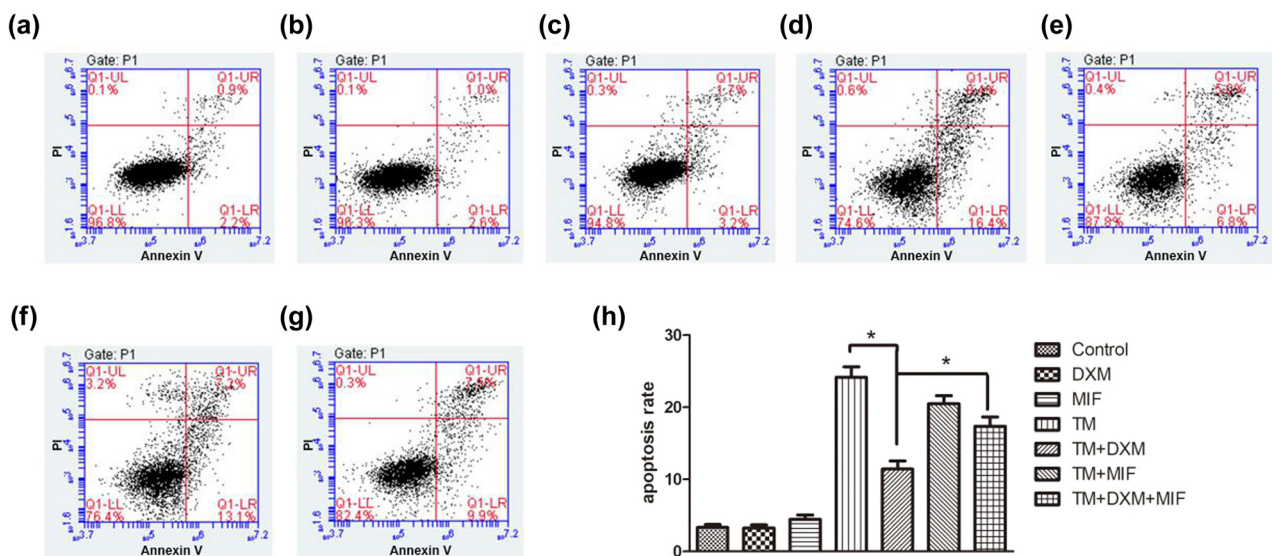 (a)
(b)
(c)
(d)
(e)
Gate: P1
Q1-UL
0.1%
Q1-UR
0.9%
PI
Q1-LL
96.8%
Q1-LR
2.2%
Annexin V
Gate: P1
Q1-UL
0.1%
Q1-UR
1.0%
PI
Q1-LL
96.3%
Q1-LR
2.6%
Annexin V
Gate: P1
Q1-UL
0.3%
Q1-UR
1.7%
PI
Q1-LL
94.8%
Q1-LR
3.2%
Annexin V
Gate: P1
Q1-UL
0.6%
Q1-UR
PI
Q1-LL
74.6%
Q1-LR
16.4%
Annexin V
Gate: P1
Q1-UL
0.4%
Q1-UR
PI
Q1-LL
87.8%
Q1-LR
6.8%
Annexin V
(f)
(g)
(h)
Gate: P1
Q1-UL
3.2%
Q1-UR
PI
Q1-LL
76.4%
Q1-LR
13.1%
Annexin V
Gate: P1
Q1-UL
0.3%
Q1-UR
PI
Q1-LL
82.4%
Q1-LR
9.9%
Annexin V
apoptosis rate
30
20
10
0
*
*
Control
DXM
MIF
TM
TM+DXM
TM+MIF
TM+DXM+MIF